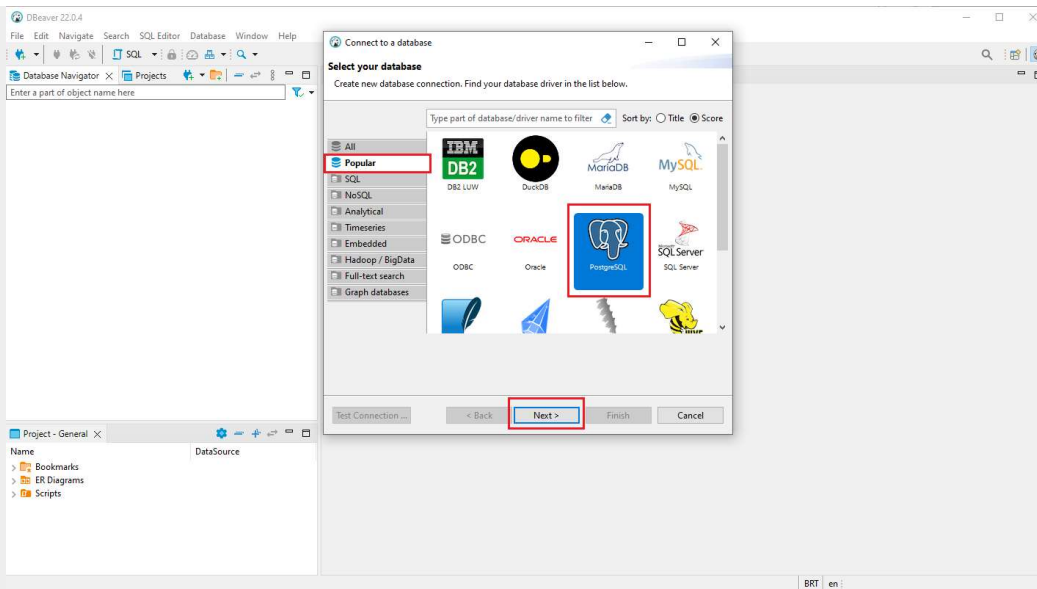 DBeaver 22.0.4
File Edit Navigate Search SQL Editor Database Window Help
SQL
Database Navigator Projects
Enter a part of object name here
Connect to a database
Select your database
Create new database connection. Find your database driver in the list below.
Type part of database/driver name to filter Sort by: Title Score
All
Popular
SQL
NoSQL
Analytical
Timeseries
Embedded
Hadoop / BigData
Full-text search
Graph databases
IBM
DB2
DB2 LUW
DuckDB
MariaDB
MariaDB
MySQL
MySQL
ODBC
ODBC
ORACLE
Oracle
PostgreSQL
SQL Server
SQL Server
HIVE
Test Connection ... < Back Next > Finish Cancel
Project - General
Name DataSource
Bookmarks
ER Diagrams
Scripts
BRT en